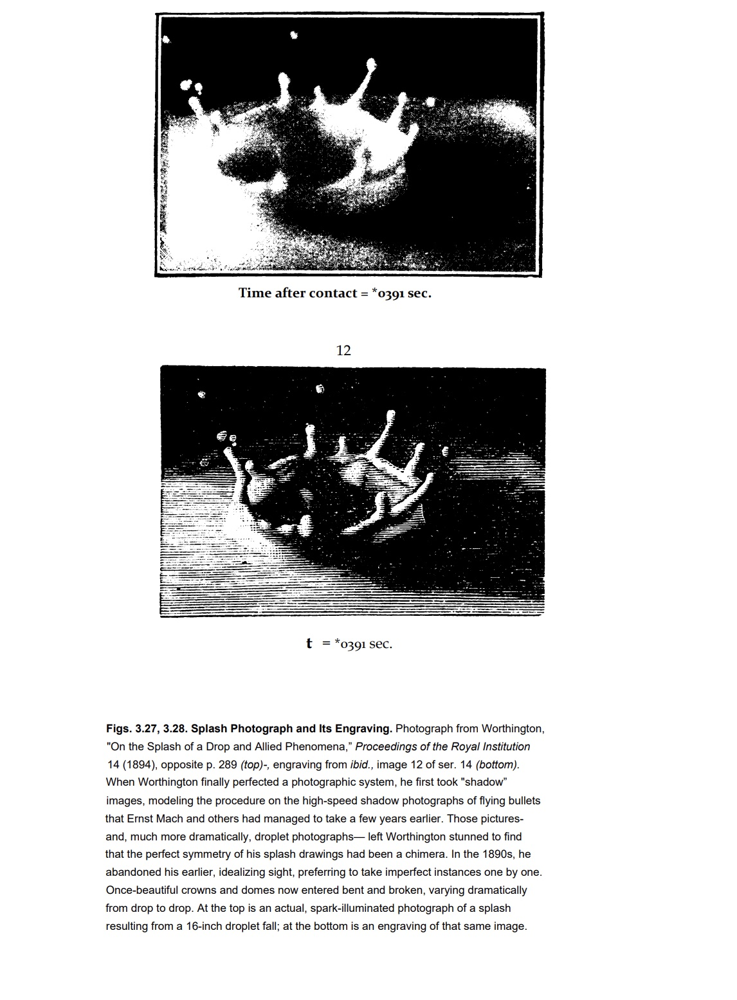 Time after contact = *0391 sec.
12
t = *0391 sec.
Figs. 3.27, 3.28. Splash Photograph and Its Engraving. Photograph from Worthington,
"On the Splash of a Drop and Allied Phenomena,” Proceedings of the Royal Institution
14 (1894), opposite p. 289 (top)-, engraving from ibid., image 12 of ser. 14 (bottom).
When Worthington finally perfected a photographic system, he first took "shadow”
images, modeling the procedure on the high-speed shadow photographs of flying bullets
that Ernst Mach and others had managed to take a few years earlier. Those pictures-
and, much more dramatically, droplet photographs— left Worthington stunned to find
that the perfect symmetry of his splash drawings had been a chimera. In the 1890s, he
abandoned his earlier, idealizing sight, preferring to take imperfect instances one by one.
Once-beautiful crowns and domes now entered bent and broken, varying dramatically
from drop to drop. At the top is an actual, spark-illuminated photograph of a splash
resulting from a 16-inch droplet fall; at the bottom is an engraving of that same image.